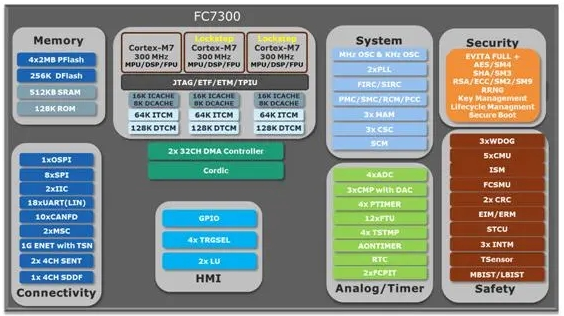 FC7300
Memory
4x2MB PFlash
256K DFlash
512KB SRAM
128K ROM
Lockstep
Lockstep
Cortex-M7
300 MHz
MPU/DSP/FPU
Cortex-M7
300 MHz
MPU/DSP/FPU
Cortex-M7
300 MHz
MPU/DSP/FPU
JTAG/ETF/ETM/TPIU
16K ICACHE
8K DCACHE
16K ICACHE
8K DCACHE
16K ICACHE
8K DCACHE
64K ITCM
64K ITCM
64K ITCM
128K DTCM
128K DTCM
128K DTCM
2x 32CH DMA Controller
Cordic
System
MHz OSC & KHz OSC
2xPLL
FIRC/SIRC
PMC/SMC/RCM/PCC
3x MAM
3x CSC
SCM
Security
EVITA FULL +
AES/SM4
SHA/SM3
RSA/ECC/SM2/SM9
RRNG
Key Management
Lifecycle Managment
Secure Boot
1xOSPI
8xSPI
2xIIC
18xUART(LIN)
10xCANFD
2xMSC
1G ENET with TSN
2x 4CH SENT
1x 4CH SDDF
Connectivity
GPIO
4x TRGSEL
2x LU
HMI
4xADC
3xCMP with DAC
4x PTIMER
12xFTU
4x TSTMP
AONTIMER
RTC
2xFCPIT
Analog/Timer
3xWDOG
5xCMU
ISM
FCSMU
2x CRC
EIM/ERM
STCU
3x INTM
TSensor
MBIST/LBIST
Safety